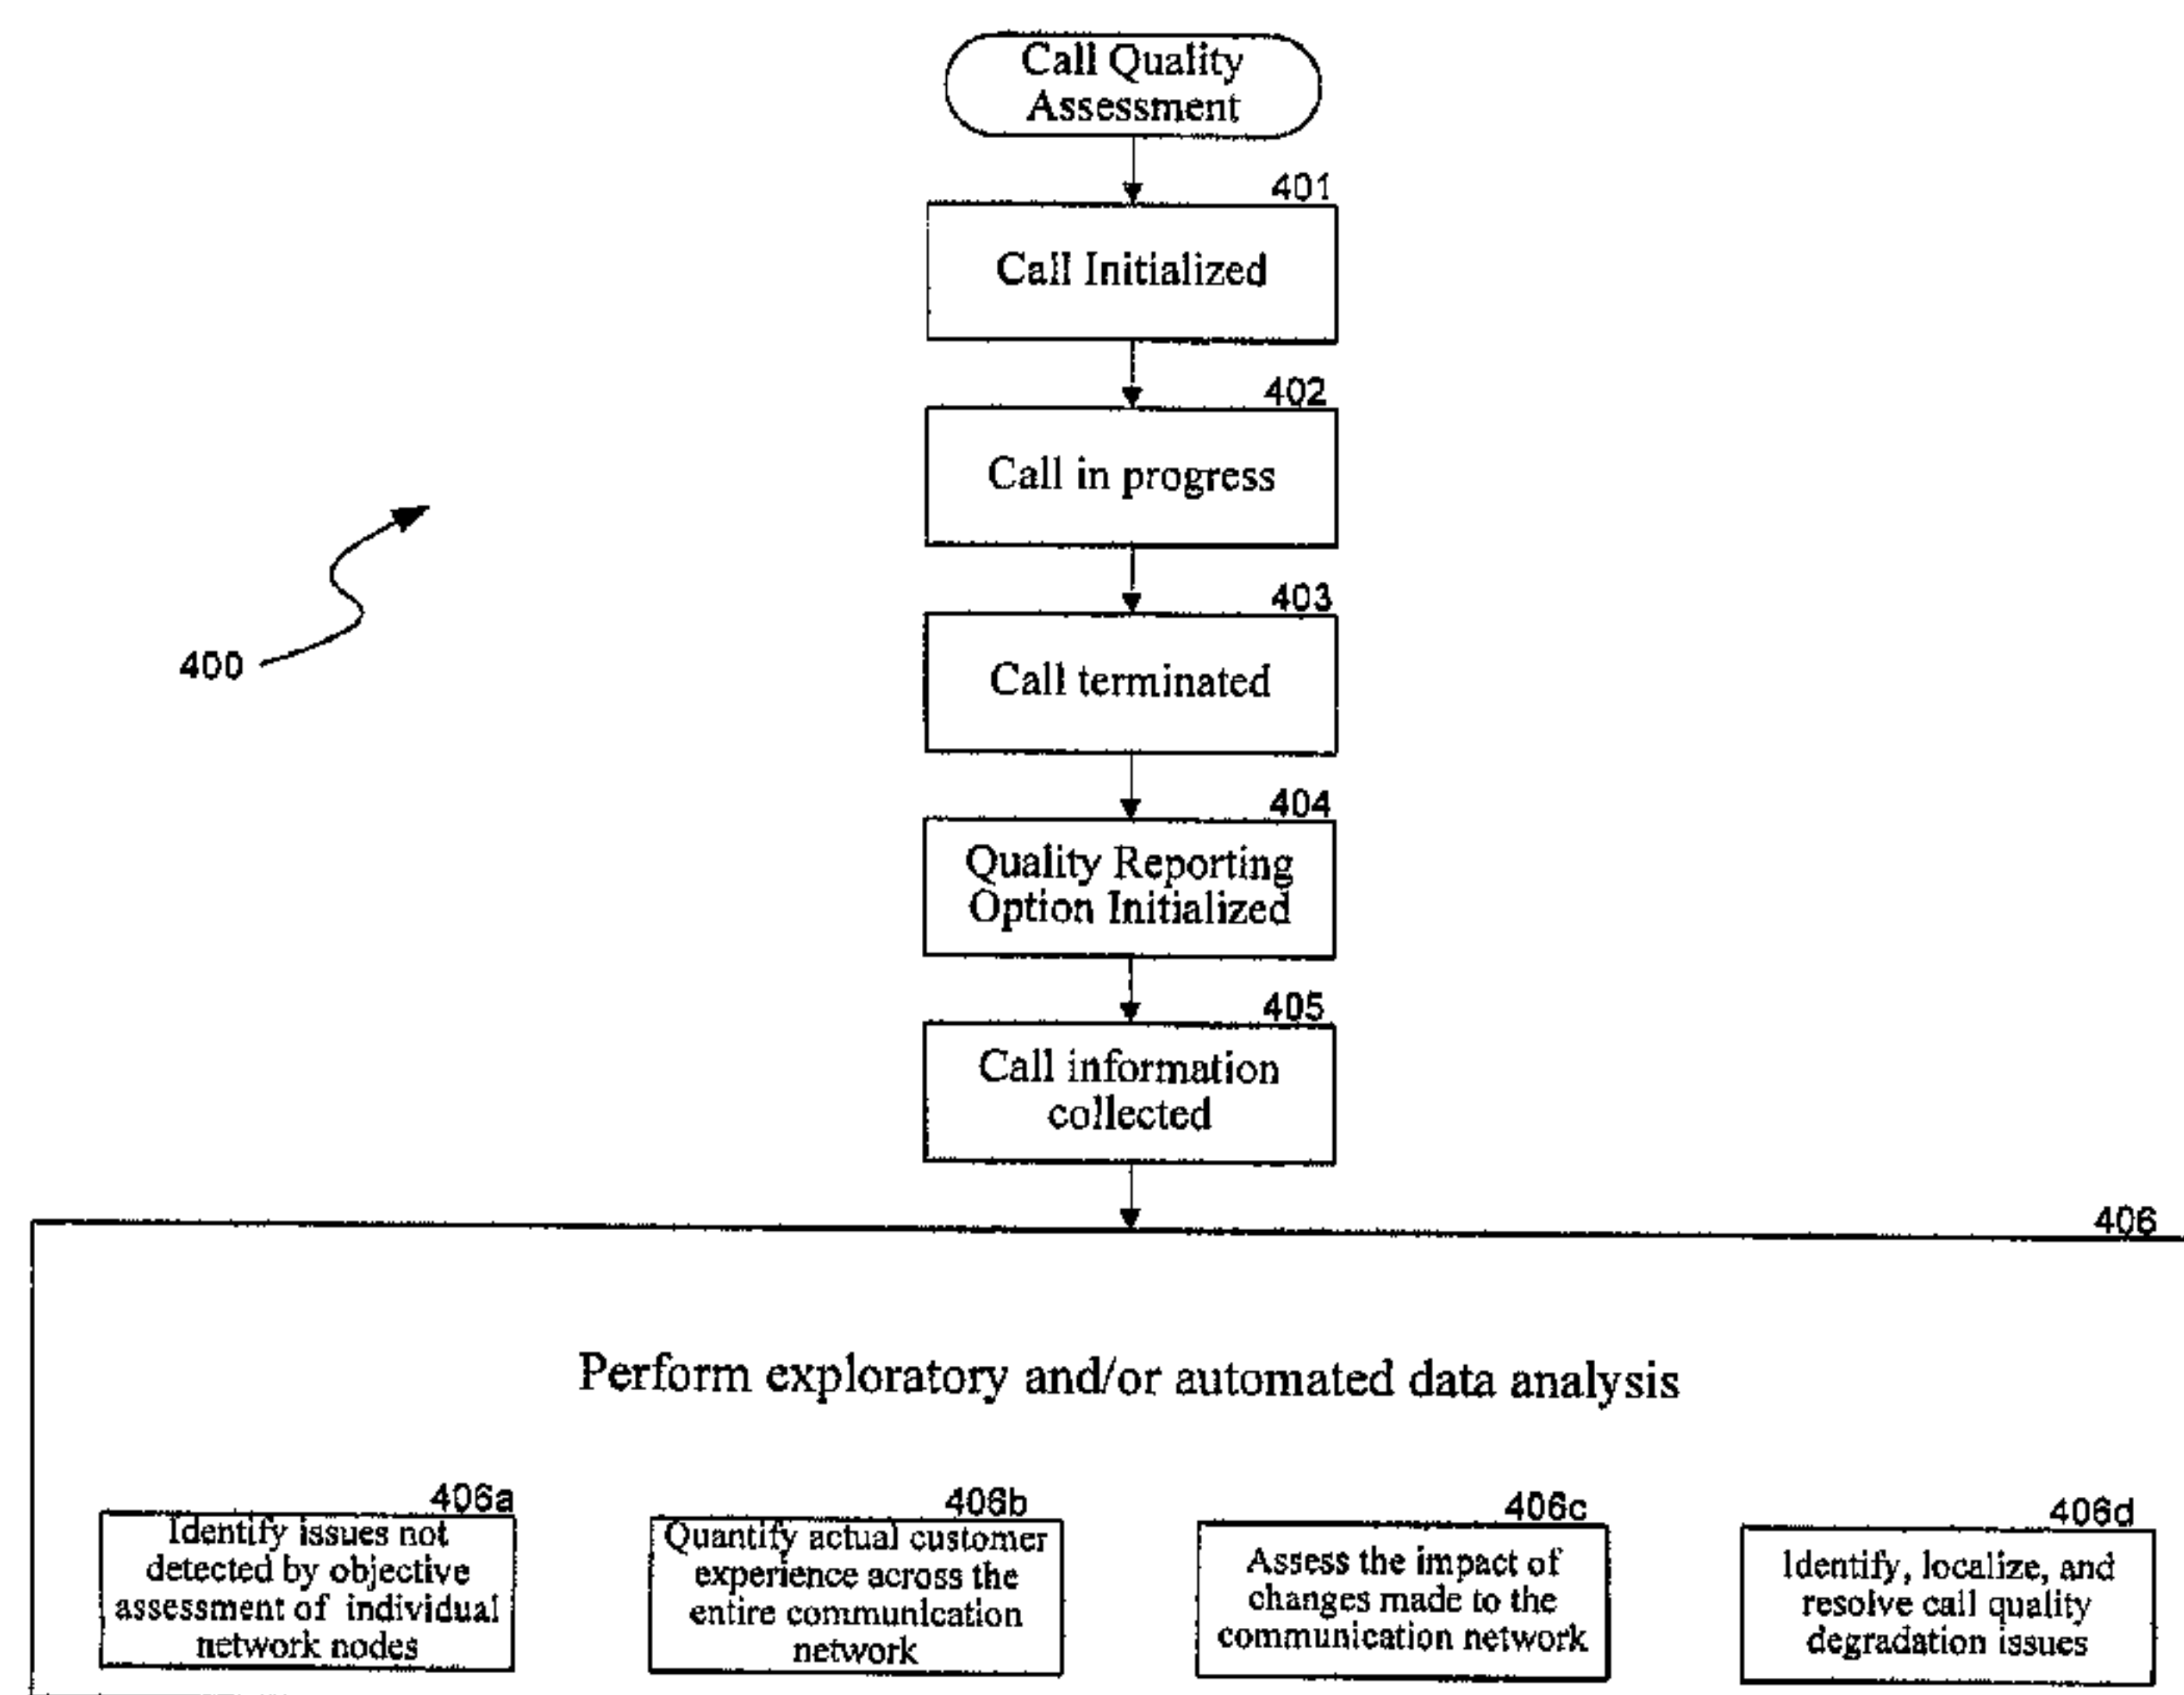 Call Quality
Assessment
401
Call Initialized
402
Call in progress
400
403
Call terminated
404
Quality Reporting
Option Initialized
405
Call information
collected
406
Perform exploratory and/or automated data analysis
406a
Identify issues not
detected by objective
assessment of individual
network nodes
406b
Quantify actual customer
experience across the
entire communication
network
406c
Assess the impact of
changes made to the
communication network
406d
Identify, localize, and
resolve call quality
degradation issues